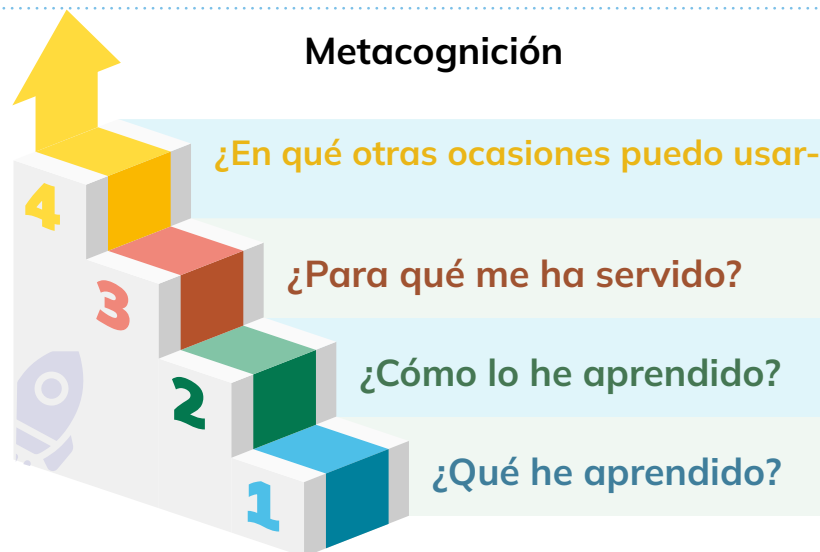 Metacognición
4 ¿En qué otras ocasiones puedo usar-
3 ¿Para qué me ha servido?
2 ¿Cómo lo he aprendido?
1 ¿Qué he aprendido?